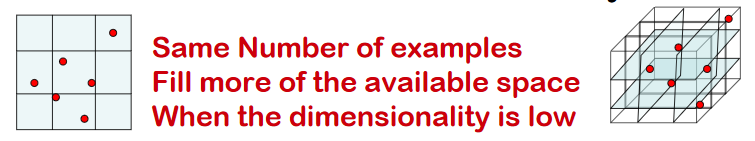 Same Number of examples
Fill more of the available space
When the dimensionality is low